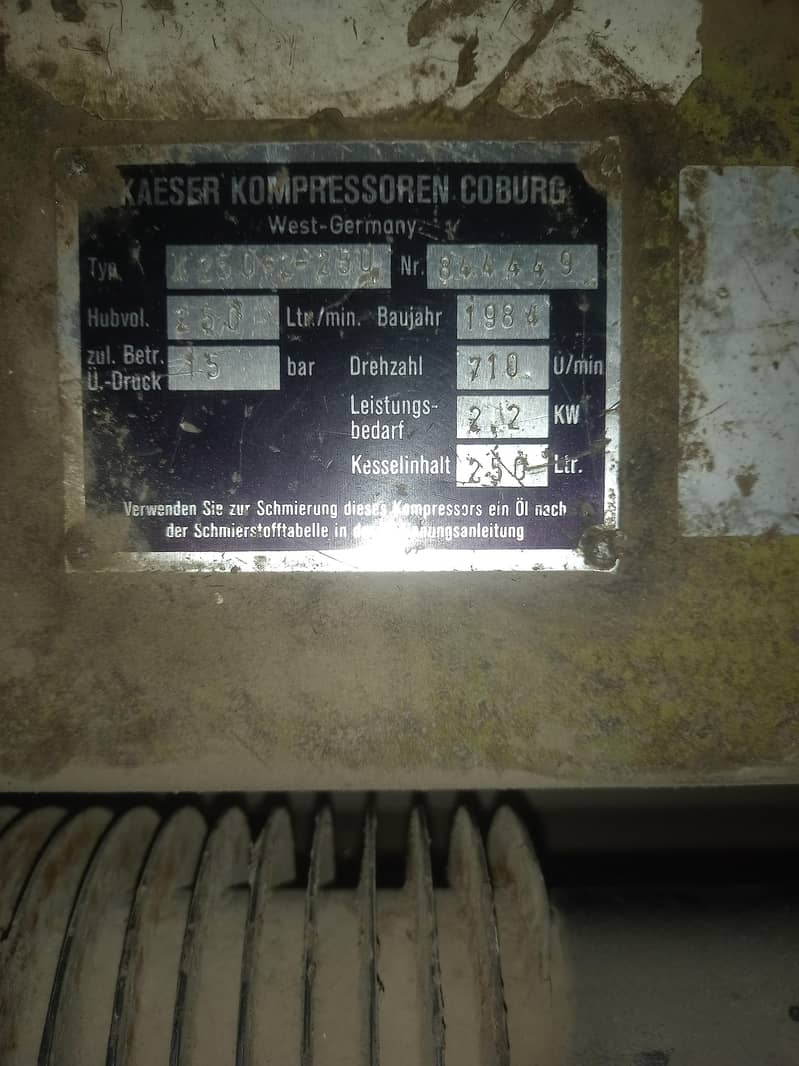 KAESER KOMPRESSOREN COBURG
West-Germany
Typ Nr. 844449
Hubvol. 250 Ltr./min. Baujahr 1984
zul. Betr. Ü.-Druck 15 bar Drehzahl 710 U/min
Leistungs-bedarf 2,2 KW
Kesselinhalt 250 Ltr.
Verwenden Sie zur Schmierung dieses Kompressors ein Öl nach
der Schmierstofftabelle in